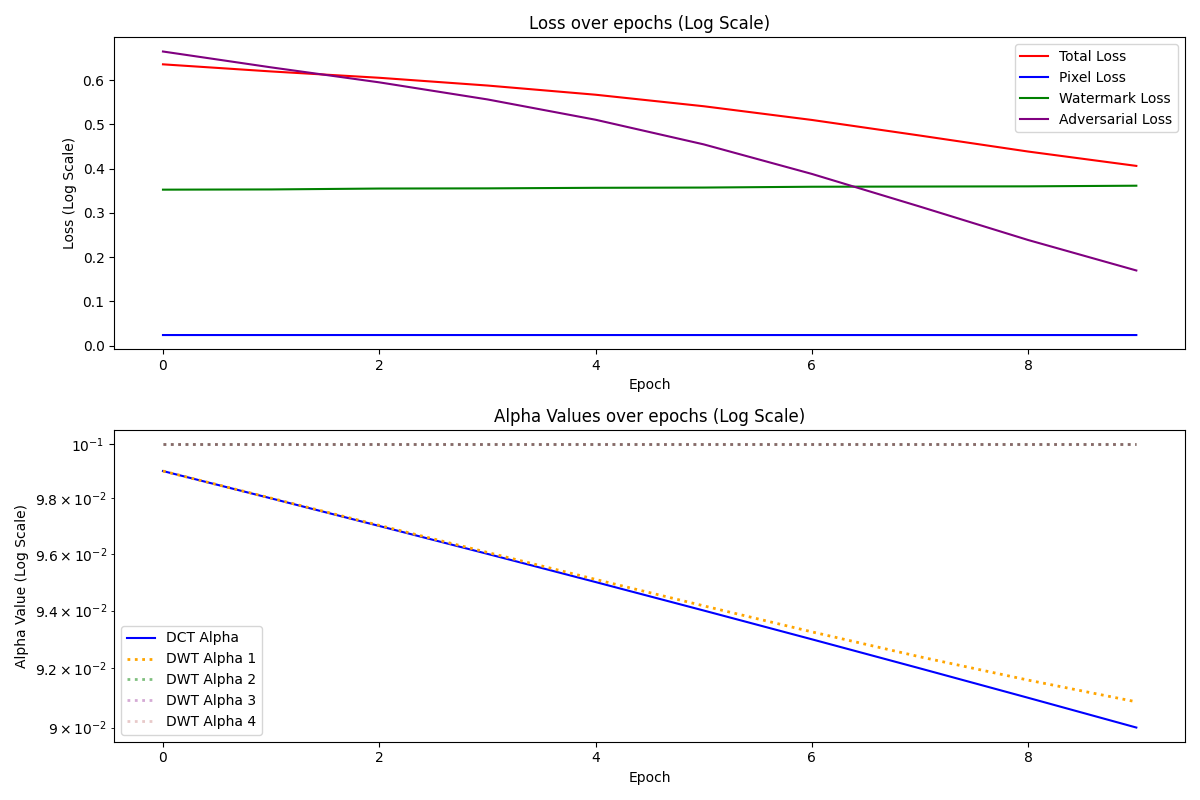 Loss over epochs (Log Scale)
Loss (Log Scale)
0.6
0.5
0.4
0.3
0.2
0.1
0.0
0 2 4 6 8
Epoch
Total Loss
Pixel Loss
Watermark Loss
Adversarial Loss
Alpha Values over epochs (Log Scale)
Alpha Value (Log Scale)
10⁻¹
9.8 × 10⁻²
9.6 × 10⁻²
9.4 × 10⁻²
9.2 × 10⁻²
9 × 10⁻²
DCT Alpha
DWT Alpha 1
DWT Alpha 2
DWT Alpha 3
DWT Alpha 4
0 2 4 6 8
Epoch